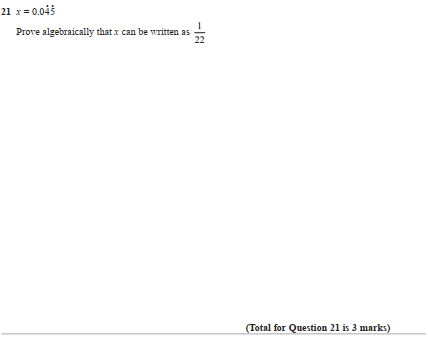 21 x = 0.04̇5̇
Prove algebraically that x can be written as 1/22
(Total for Question 21 is 3 marks)